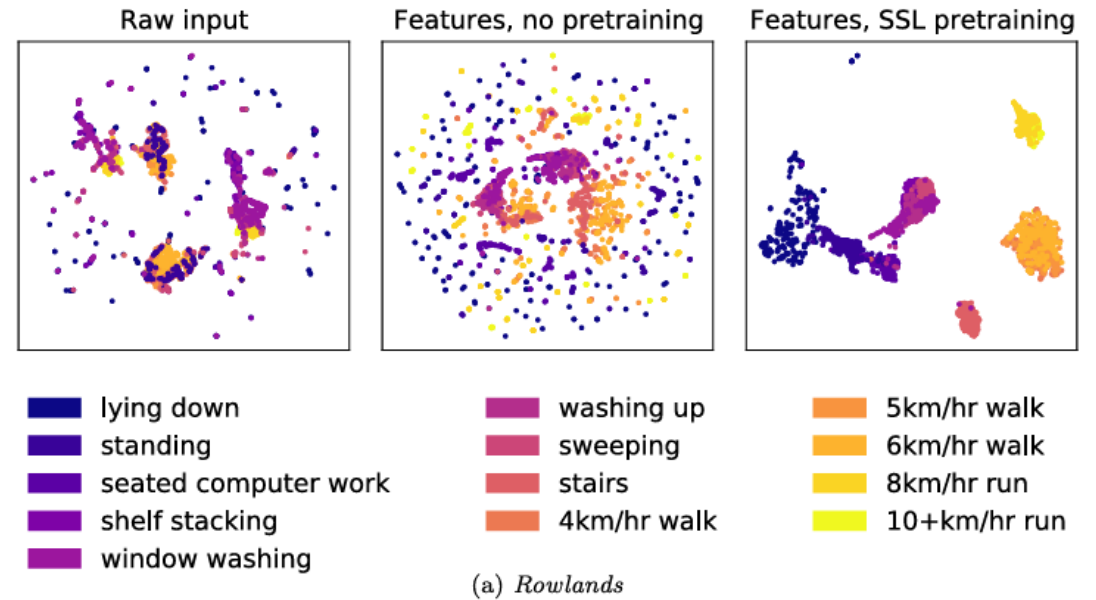 Raw input
Features, no pretraining
Features, SSL pretraining
lying down
standing
seated computer work
shelf stacking
window washing
washing up
sweeping
stairs
4km/hr walk
5km/hr walk
6km/hr walk
8km/hr run
10+km/hr run
(a) Rowlands